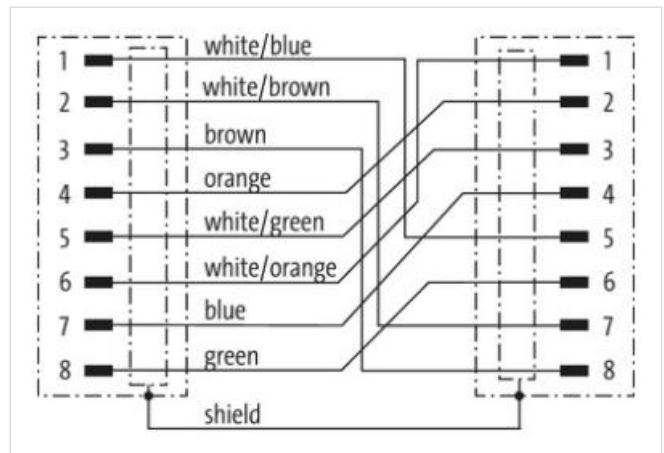 1 white/blue 1
2 white/brown 2
3 brown 3
4 orange 4
5 white/green 5
6 white/orange 6
7 blue 7
8 green 8
shield